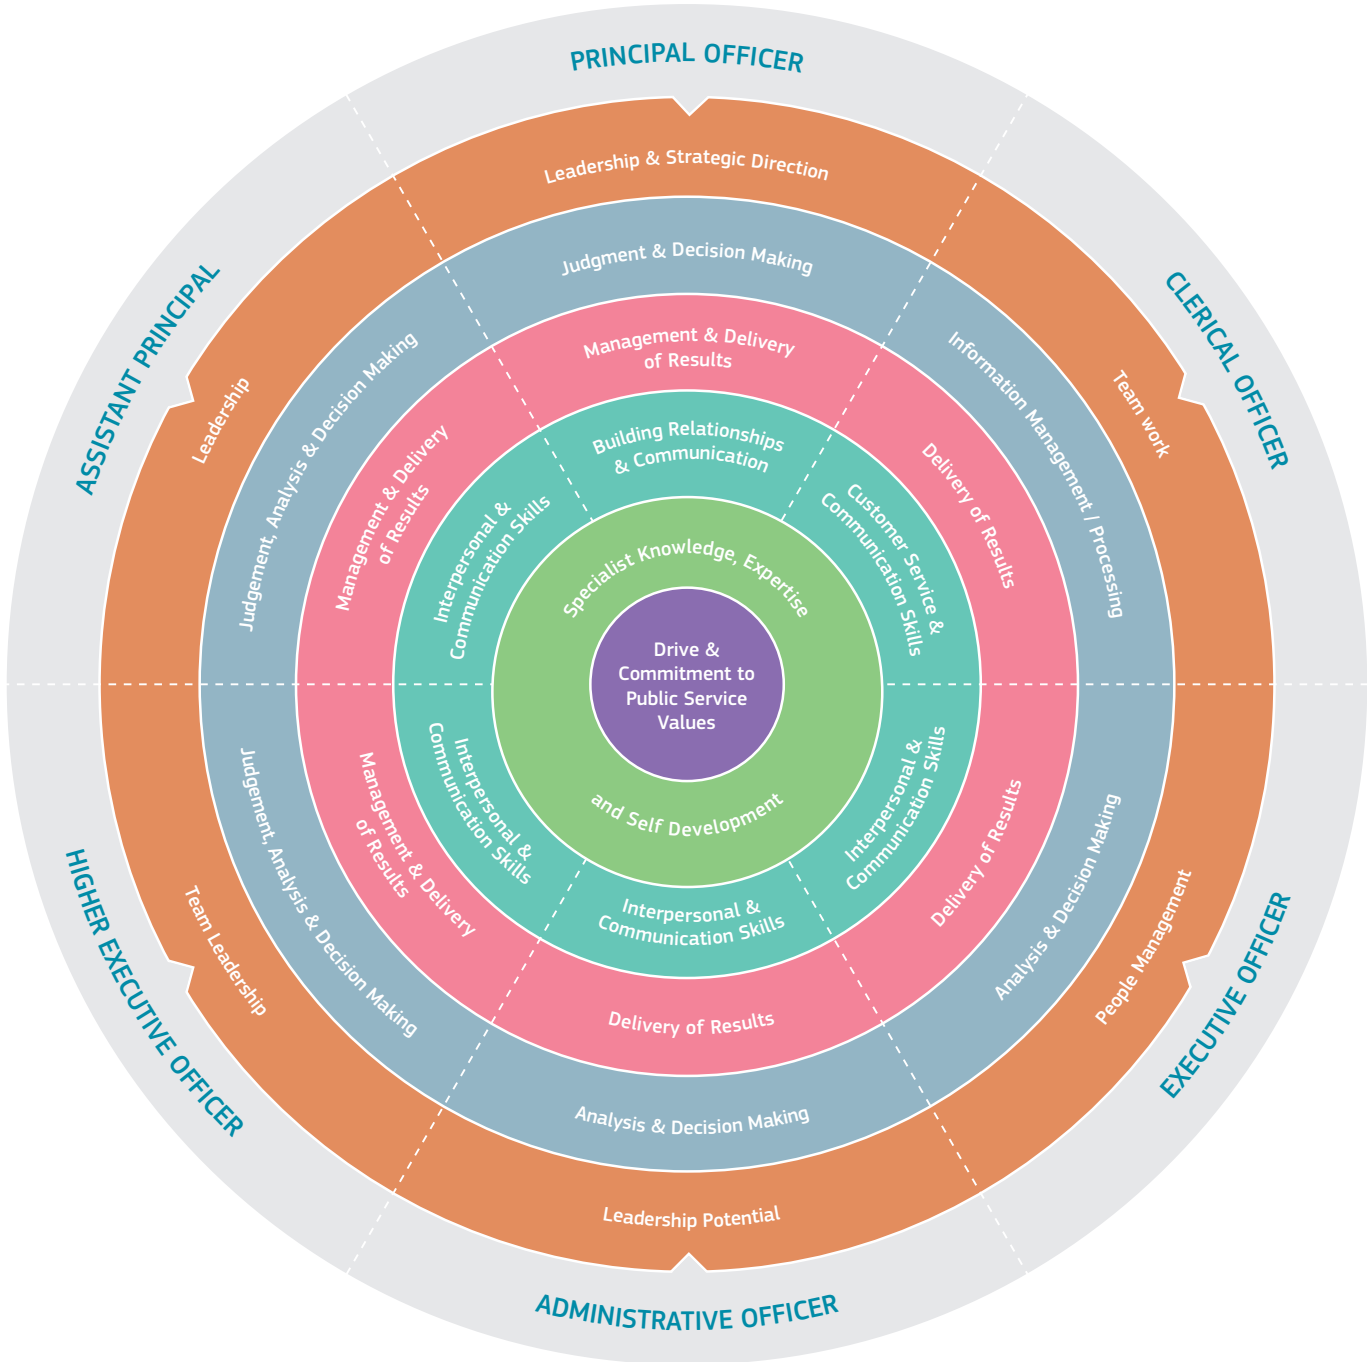 PRINCIPAL OFFICER
Leadership & Strategic Direction
Judgment & Decision Making
Management & Delivery
of Results
Building Relationships
& Communication
CLERICAL OFFICER
Team work
Information Management / Processing
Delivery of Results
Customer Service &
Communication Skills
EXECUTIVE OFFICER
People Management
Analysis & Decision Making
Delivery of Results
Interpersonal &
Communication Skills
ADMINISTRATIVE OFFICER
Leadership Potential
Analysis & Decision Making
Delivery of Results
Interpersonal &
Communication Skills
HIGHER EXECUTIVE OFFICER
Team Leadership
Judgement, Analysis & Decision Making
Management & Delivery
of Results
Interpersonal &
Communication Skills
ASSISTANT PRINCIPAL
Leadership
Judgement, Analysis & Decision Making
Management & Delivery
of Results
Interpersonal &
Communication Skills
Specialist Knowledge, Expertise
and Self Development
Drive &
Commitment to
Public Service
Values